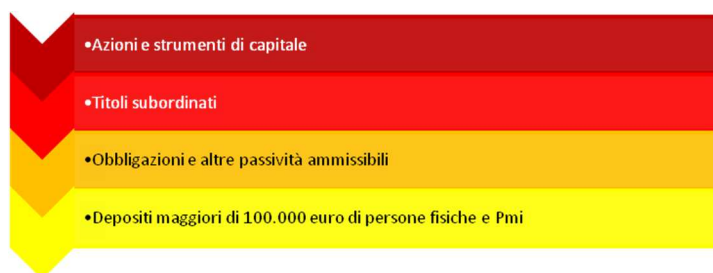 •Azioni e strumenti di capitale
•Titoli subordinati
•Obbligazioni e altre passività ammissibili
•Depositi maggiori di 100.000 euro di persone fisiche e Pmi